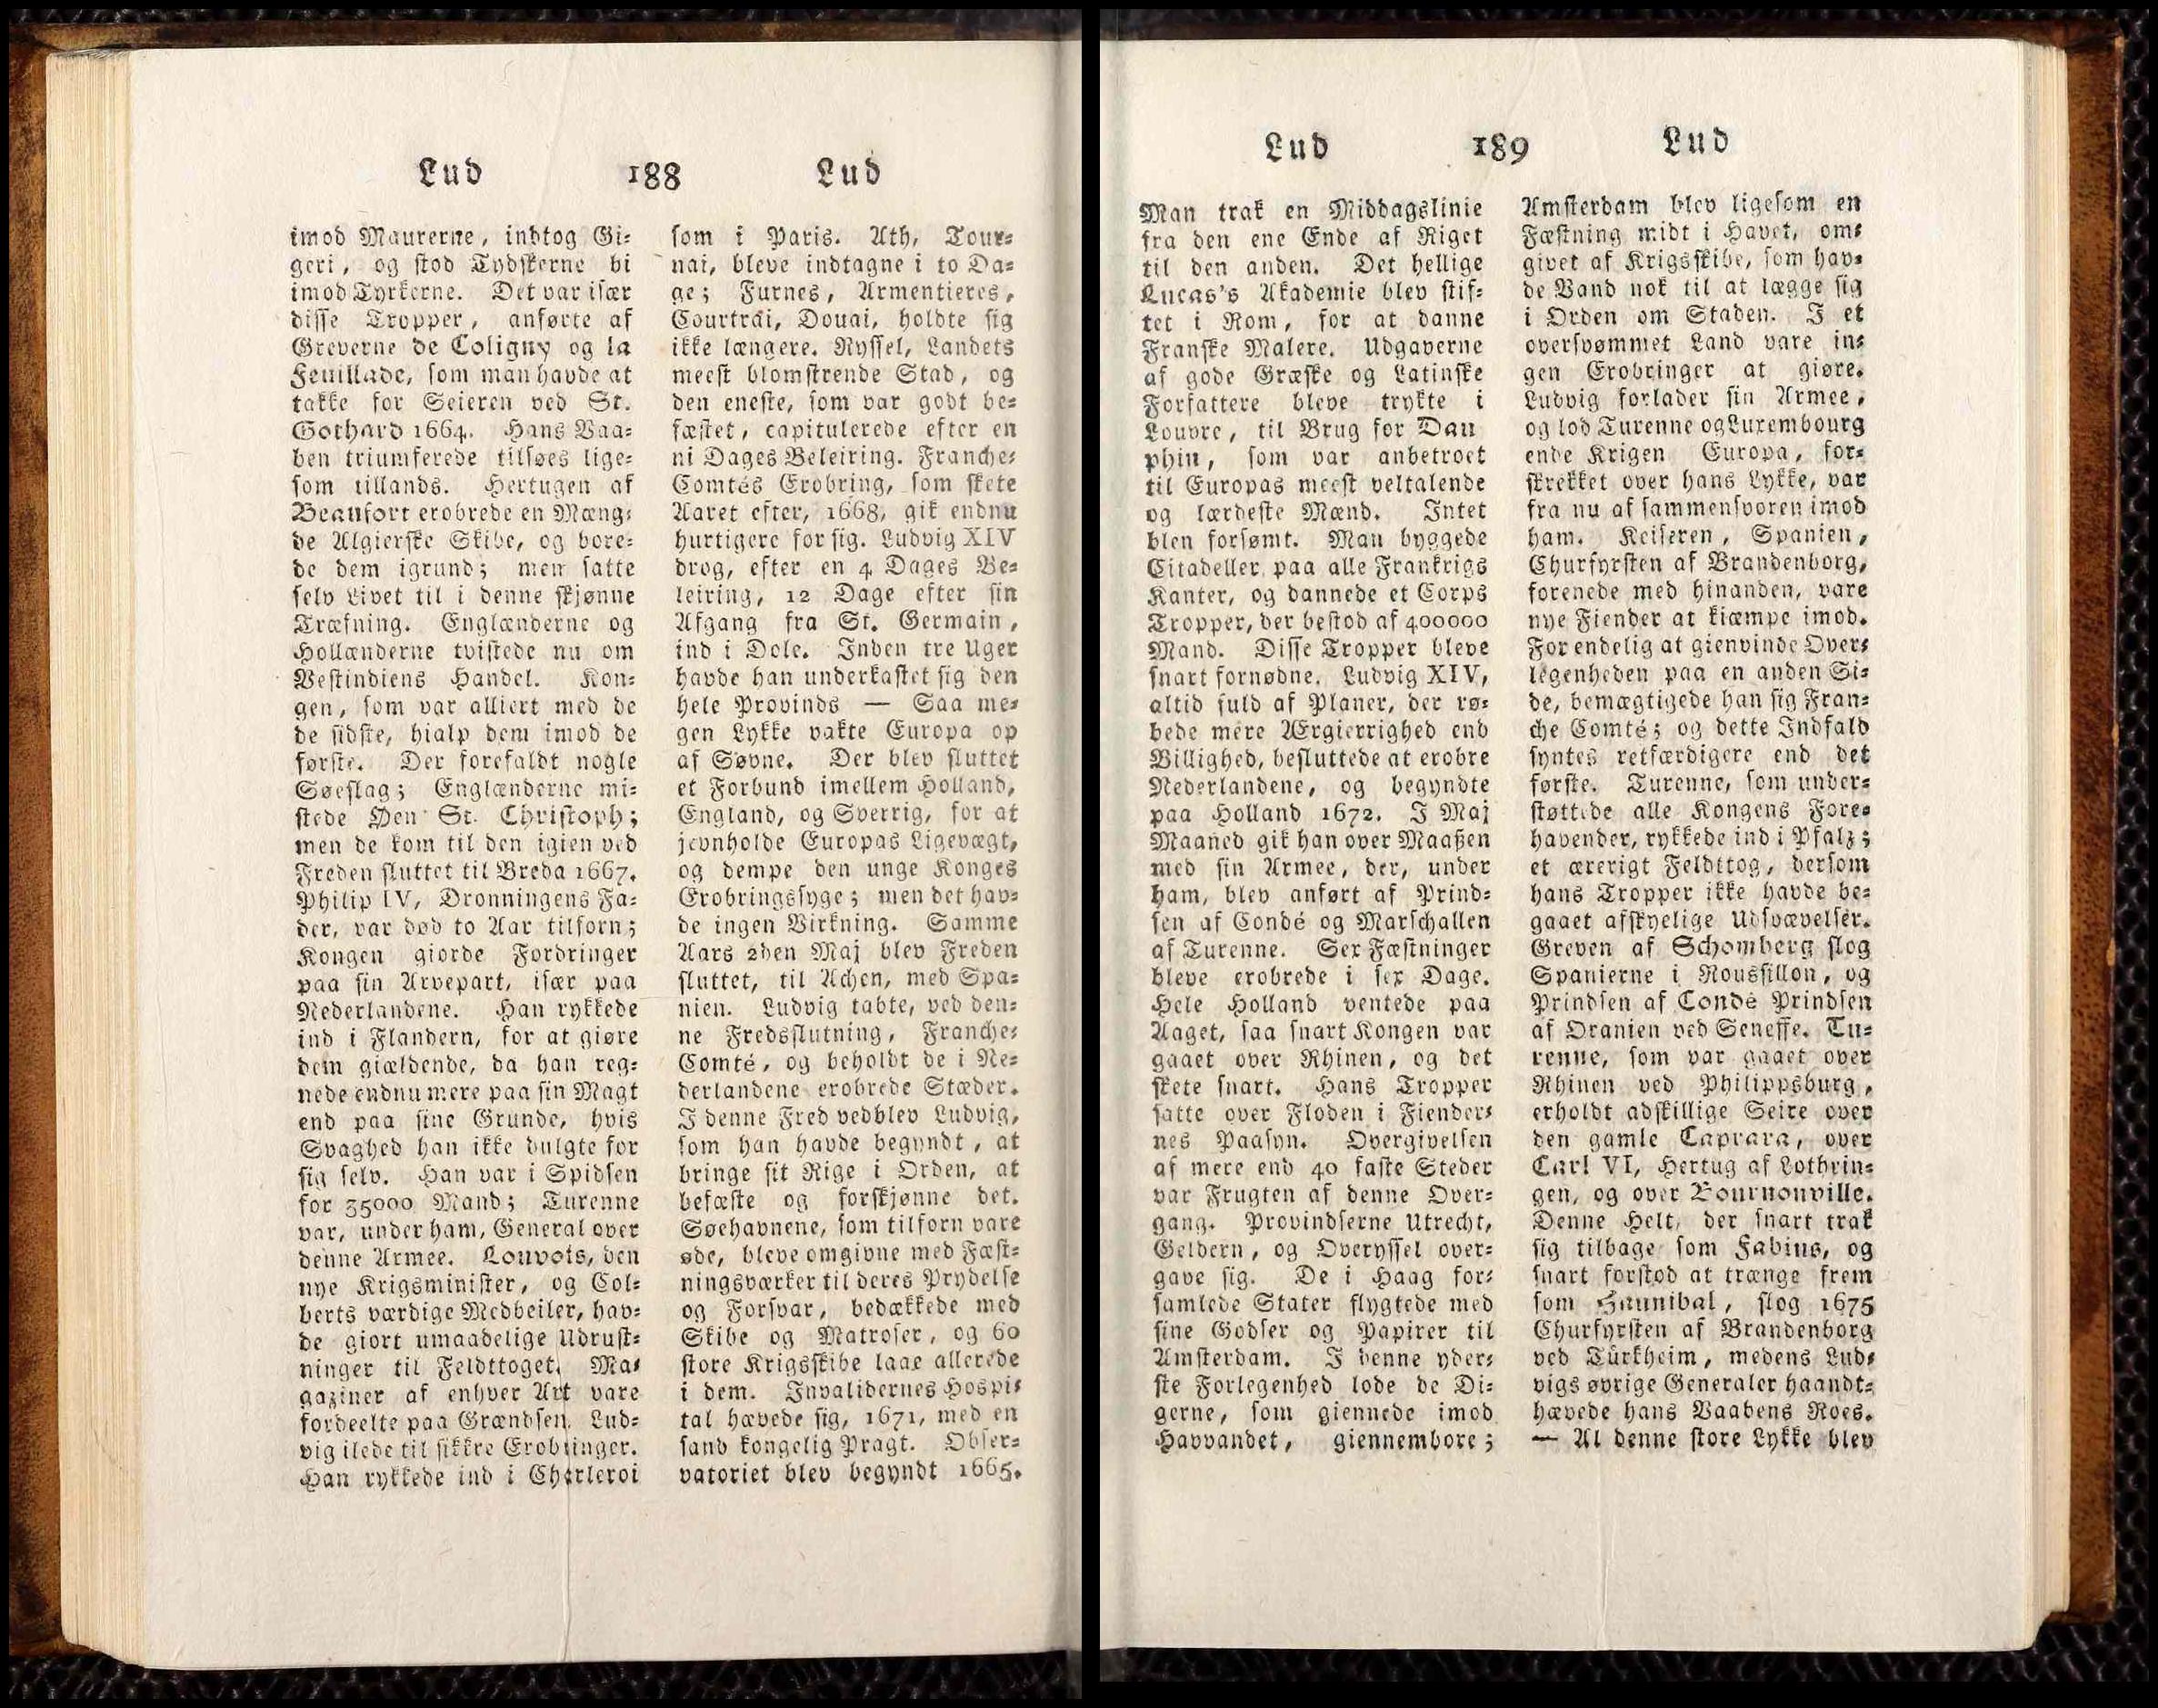 Lud 188 Lud
imod Maurerne, indtog Gi-
geri, og stod Tydskerne bi
imod Tyrkerne. Det var især
disse Tropper, anførte af
Greverne de Coligny og la
Feuillade, som man havde at
takke for Seieren ved St.
Gothard 1664. Hans Vaa-
ben triumferede tilsøes lige-
som tillands. Hertugen af
Beaufort erobrede en Mæng-
de Algierske Skibe, og bore-
de dem igrund; men satte
selv Livet til i denne skjønne
Træfning. Englænderne og
Hollænderne tvistede nu om
Vestindiens Handel. Kon-
gen, som var alliert med de
de sidste, hialp dem imod de
første. Der forefaldt nogle
Søeslag; Englænderne mi-
stede Øen St. Christoph;
men de kom til den igien ved
Freden sluttet til Breda 1667.
Philip IV, Dronningens Fa-
der, var død to Aar tilforn;
Kongen giorde Fordringer
paa sin Arvepart, især paa
Nederlandene. Han rykkede
ind i Flandern, for at giøre
dem giældende, da han reg-
nede endnu mere paa sin Magt
end paa sine Grunde, hvis
Svaghed han ikke dulgte for
sig selv. Han var i Spidsen
for 35000 Mand; Turenne
var, under ham, General over
denne Armee. Louvois, den
nye Krigsminister, og Col-
berts værdige Medbeiler, hav-
de giort umaadelige Udrust-
ninger til Feldttoget. Ma-
gaziner af enhver Art vare
fordeelte paa Grændsen. Lud-
vig ilede til sikkre Erobringer.
Han rykkede ind i Charleroi
som i Paris. Ath, Tour-
nai, bleve indtagne i to Da-
ge; Furnes, Armentieres,
Courtrai, Douai, holdte sig
ikke længere. Ryssel, Landets
meest blomstrende Stad, og
den eneste, som var godt be-
fæstet, capitulerede efter en
ni Dages Beleiring. Franche-
Comtés Erobring, som skete
Aaret efter, 1668, gik endnu
hurtigere for sig. Ludvig XIV
drog, efter en 4 Dages Be-
leiring, 12 Dage efter sin
Afgang fra St. Germain,
ind i Dole. Inden tre Uger
havde han underkastet sig den
hele Provinds — Saa me-
gen Lykke vakte Europa op
af Søvne. Der blev sluttet
et Forbund imellem Holland,
England, og Sverrig, for at
jevnholde Europas Ligevægt,
og dempe den unge Konges
Erobringssyge; men det hav-
de ingen Virkning. Samme
Aars 2den Maj blev Freden
sluttet, til Achen, med Spa-
nien. Ludvig tabte, ved den-
ne Fredsslutning, Franche-
Comté, og beholdt de i Ne-
derlandene erobrede Stæder.
I denne Fred vedblev Ludvig,
som han havde begyndt, at
bringe sit Rige i Orden, at
befæste og forskjønne det.
Søehavnene, som tilforn vare
øde, bleve omgivne med Fæst-
ningsværker til deres Prydelse
og Forsvar, bedækkede med
Skibe og Matroser, og 60
store Krigsskibe laae allerede
i dem. Invalidernes Hospi-
tal hævede sig, 1671, med en
sand kongelig Pragt. Obser-
vatoriet blev begyndt 1665.
Lud 189 Lud
Man trak en Middagslinie
fra den ene Ende af Riget
til den anden. Det hellige
Lucas's Akademie blev stif-
tet i Rom, for at danne
Franske Malere. Udgaverne
af gode Græske og Latinske
Forfattere bleve trykte i
Louvre, til Brug for Dau
phin, som var anbetroet
til Europas meest veltalende
og lærdeste Mænd. Intet
blen forsømt. Man byggede
Citadeller paa alle Frankrigs
Kanter, og dannede et Corps
Tropper, der bestod af 400000
Mand. Disse Tropper bleve
snart fornødne. Ludvig XIV,
altid fuld af Planer, der rø-
bede mere Ærgierrighed end
Billighed, besluttede at erobre
Nederlandene, og begyndte
paa Holland 1672. I Maj
Maaned gik han over Maaßen
med sin Armee, der, under
ham, blev anført af Prind-
sen af Condé og Marschallen
af Turenne. Sex Fæstninger
bleve erobrede i sex Dage.
Hele Holland ventede paa
Aaget, saa snart Kongen var
gaaet over Rhinen, og det
skete snart. Hans Tropper
satte over Floden i Fiender-
nes Paasyn. Overgivelsen
af mere end 40 faste Steder
var Frugten af denne Over-
gang. Provindserne Utrecht,
Geldern, og Overyssel over-
gave sig. De i Haag for-
samlede Stater flygtede med
sine Godser og Papirer til
Amsterdam. I denne yder-
ste Forlegenhed lode de Di-
gerne, som giennede imod
Havvandet, giennembore;
Amsterdam blev ligesom en
Fæstning midt i Havet, om-
givet af Krigsskibe, som hav-
de Vand nok til at lægge sig
i Orden om Staden. I et
oversvømmet Land vare in-
gen Erobringer at giøre.
Ludvig forlader sin Armee,
og lod Turenne og Luxembourg
ende Krigen Europa, for-
skrekket over hans Lykke, var
fra nu af sammensvoren imod
ham. Keiseren, Spanien,
Churfyrsten af Brandenborg,
forenede med hinanden, vare
nye Fiender at kiæmpe imod.
For endelig at gienvinde Over-
legenheden paa en anden Si-
de, bemægtigede han sig Fran-
che Comté; og dette Indfald
syntes retfærdigere end det
første. Turenne, som under-
støttede alle Kongens Fore-
havender, rykkede ind i Pfalz;
et ærerigt Feldttog, dersom
hans Tropper ikke havde be-
gaaet afskyelige Udsvævelser.
Greven af Schomberg slog
Spanierne i Roussillon, og
Prindsen af Condé Prindsen
af Oranien ved Seneffe. Tu-
renne, som var gaaet over
Rhinen ved Philippsburg,
erholdt adskillige Seire over
den gamle Caprara, over
Carl VI, Hertug af Lothrin-
gen, og over Bournonville.
Denne Helt, der snart trak
sig tilbage som Fabius, og
snart forstod at trænge frem
som Hannibal, slog 1675
Churfyrsten af Brandenborg
ved Türkheim, medens Lud-
vigs øvrige Generaler haandt-
hævede hans Vaabens Roes.
— Al denne store Lykke blev